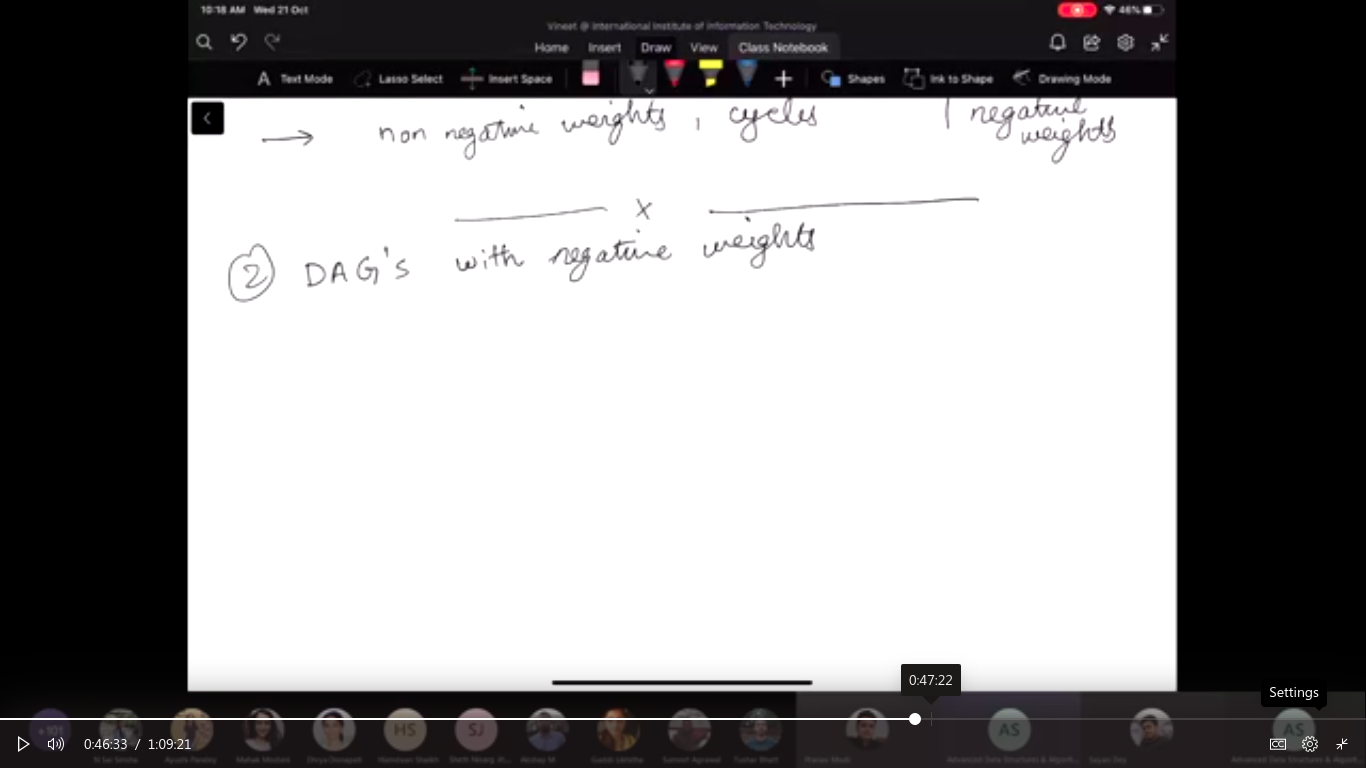 10:18 AM Wed 21 Oct
46%
Vineet @ International Institute of Information Technology
Home Insert Draw View Class Notebook
Text Mode Lasso Select Insert Space Shapes Ink to Shape Drawing Mode
→ non negative weights, cycles | negative
weights
x
2 DAG's with negative weights
0:47:22
Settings
+101 HS SJ AS AS
0:46:33 / 1:09:21
CC